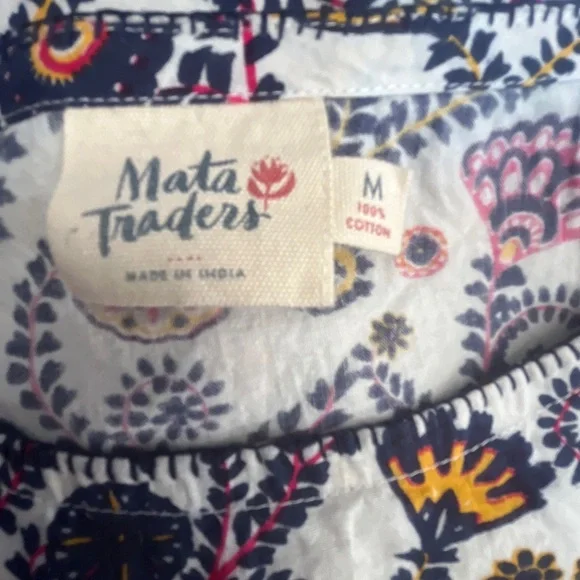 Mata
Traders
MADE IN INDIA
M
100%
COTTON